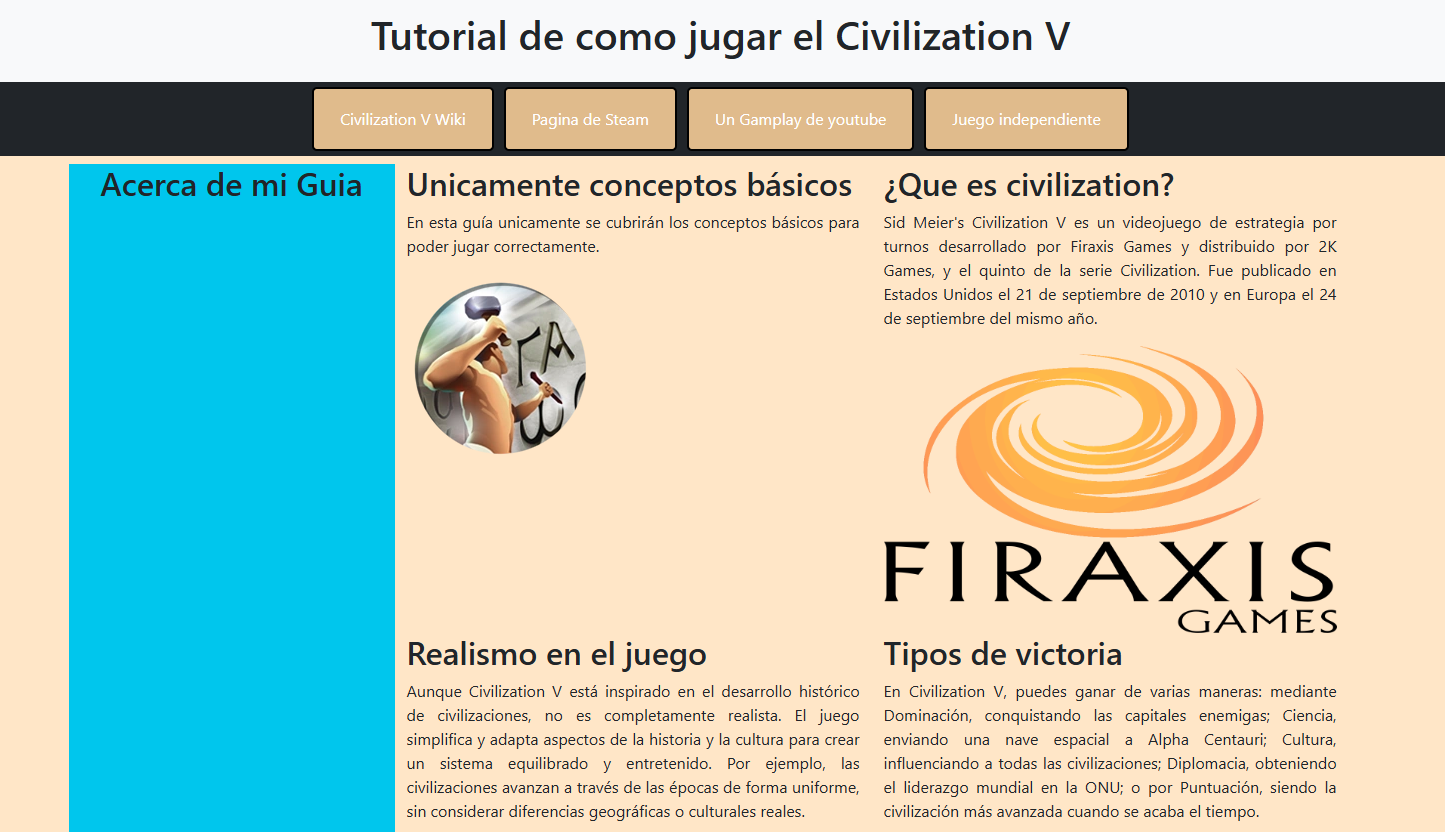 Tutorial de como jugar el Civilization V
Civilization V Wiki
Pagina de Steam
Un Gamplay de youtube
Juego independiente
Acerca de mi Guia
Unicamente conceptos básicos
En esta guía unicamente se cubrirán los conceptos básicos para
poder jugar correctamente.
¿Que es civilization?
Sid Meier's Civilization V es un videojuego de estrategia por
turnos desarrollado por Firaxis Games y distribuido por 2K
Games, y el quinto de la serie Civilization. Fue publicado en
Estados Unidos el 21 de septiembre de 2010 y en Europa el 24
de septiembre del mismo año.
FIRAXIS
GAMES
Realismo en el juego
Aunque Civilization V está inspirado en el desarrollo histórico
de civilizaciones, no es completamente realista. El juego
simplifica y adapta aspectos de la historia y la cultura para crear
un sistema equilibrado y entretenido. Por ejemplo, las
civilizaciones avanzan a través de las épocas de forma uniforme,
sin considerar diferencias geográficas o culturales reales.
Tipos de victoria
En Civilization V, puedes ganar de varias maneras: mediante
Dominación, conquistando las capitales enemigas; Ciencia,
enviando una nave espacial a Alpha Centauri; Cultura,
influenciando a todas las civilizaciones; Diplomacia, obteniendo
el liderazgo mundial en la ONU; o por Puntuación, siendo la
civilización más avanzada cuando se acaba el tiempo.